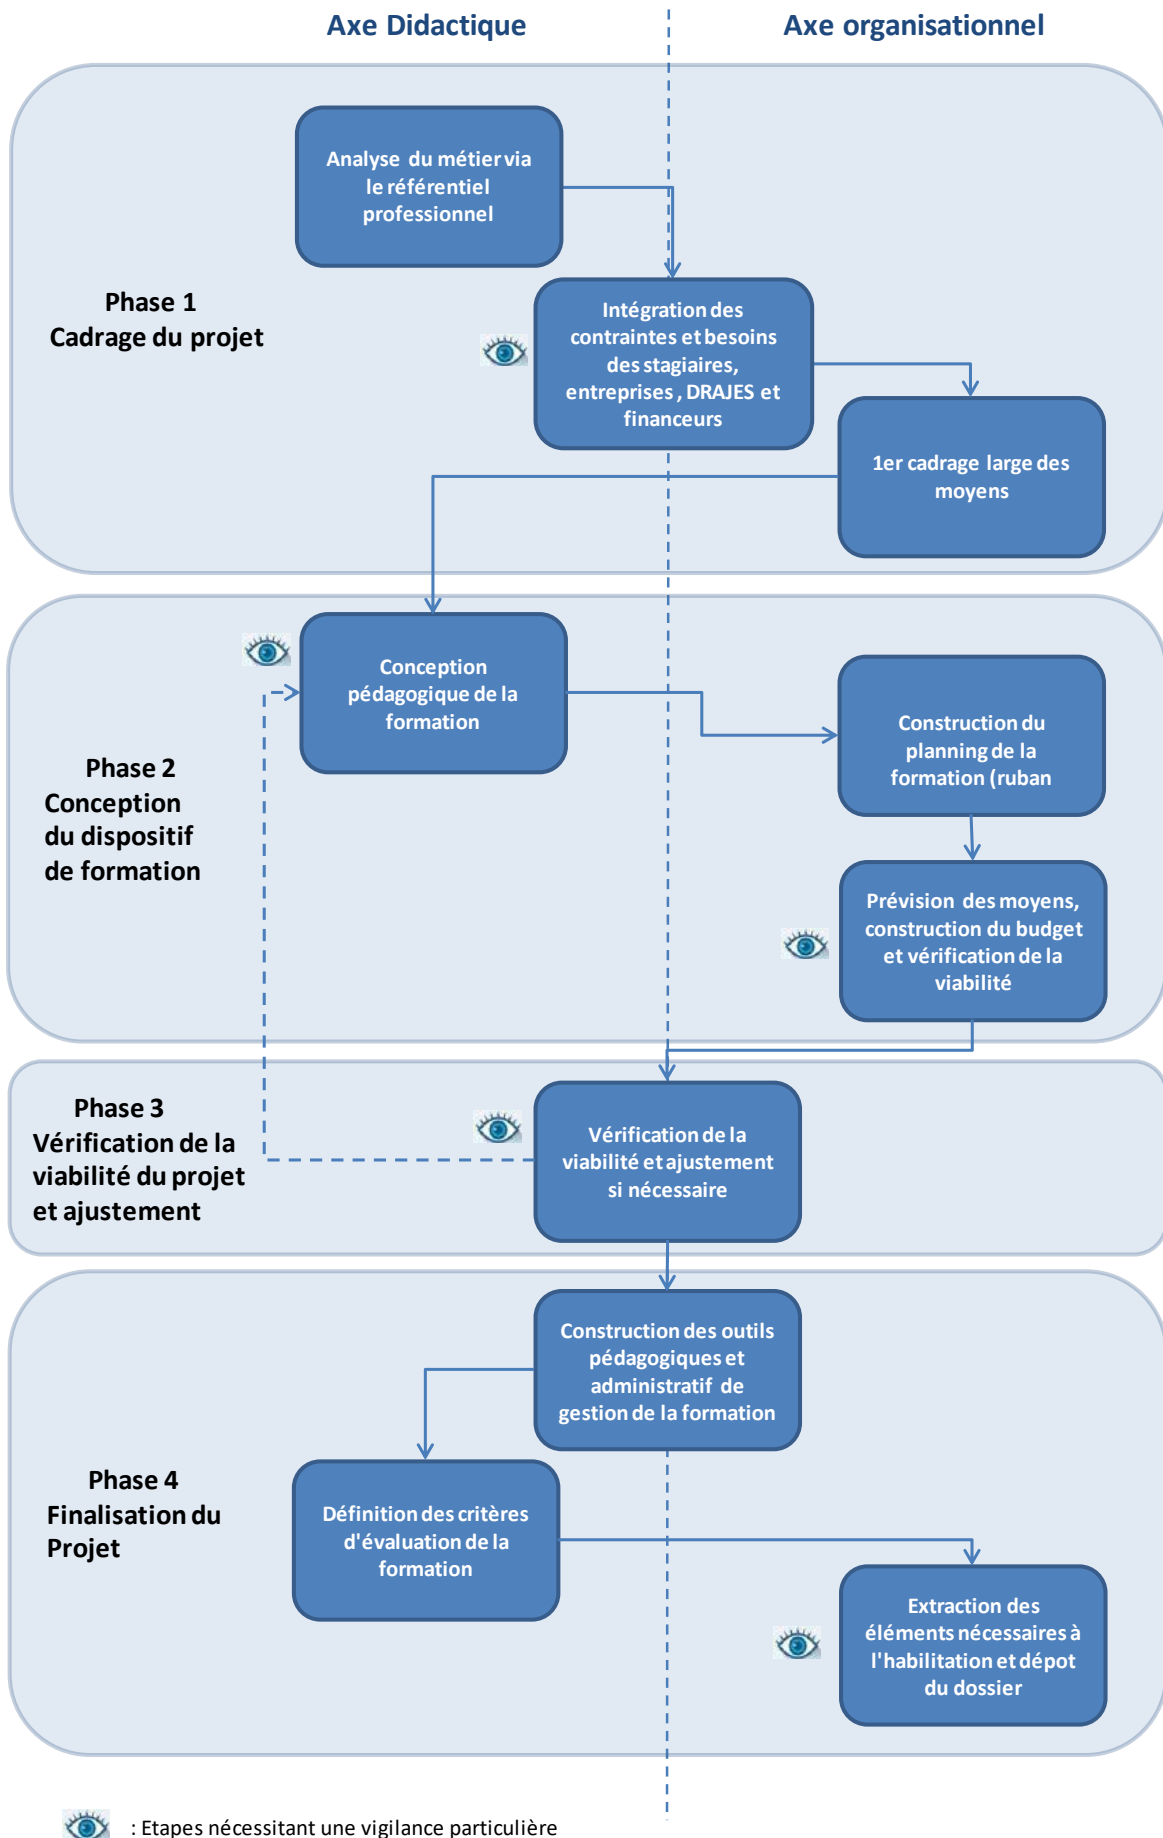 Axe Didactique
Axe organisationnel
Analyse du métier via
le référentiel
professionnel
Phase 1
Cadrage du projet
Intégration des
contraintes et besoins
des stagiaires,
entreprises , DRAJES et
financeurs
1er cadrage large des
moyens
Conception
pédagogique de la
formation
Construction du
planning de la
formation (ruban
Phase 2
Conception
du dispositif
de formation
Prévision des moyens,
construction du budget
et vérification de la
viabilité
Phase 3
Vérification de la
viabilité du projet
et ajustement
Vérification de la
viabilité et ajustement
si nécessaire
Construction des outils
pédagogiques et
administratif de
gestion de la formation
Phase 4
Finalisation du
Projet
Définition des critères
d'évaluation de la
formation
Extraction des
éléments nécessaires à
l'habilitation et dépot
du dossier
: Etapes nécessitant une vigilance particulière